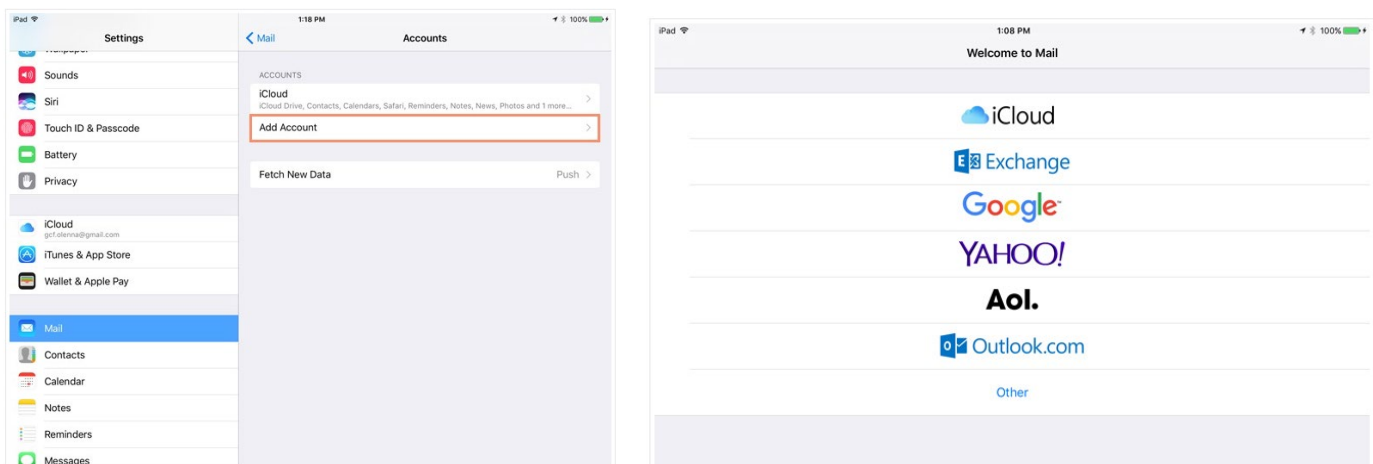 iPad
1:18 PM
100%
Settings
Mail
Accounts
Wallpaper
Sounds
Siri
Touch ID & Passcode
Battery
Privacy
iCloud
gcf.olenna@gmail.com
iTunes & App Store
Wallet & Apple Pay
Mail
Contacts
Calendar
Notes
Reminders
Messages
ACCOUNTS
iCloud
iCloud Drive, Contacts, Calendars, Safari, Reminders, Notes, News, Photos and 1 more...
Add Account
Fetch New Data Push
iPad
1:08 PM
100%
Welcome to Mail
iCloud
Exchange
Google
YAHOO!
Aol.
Outlook.com
Other